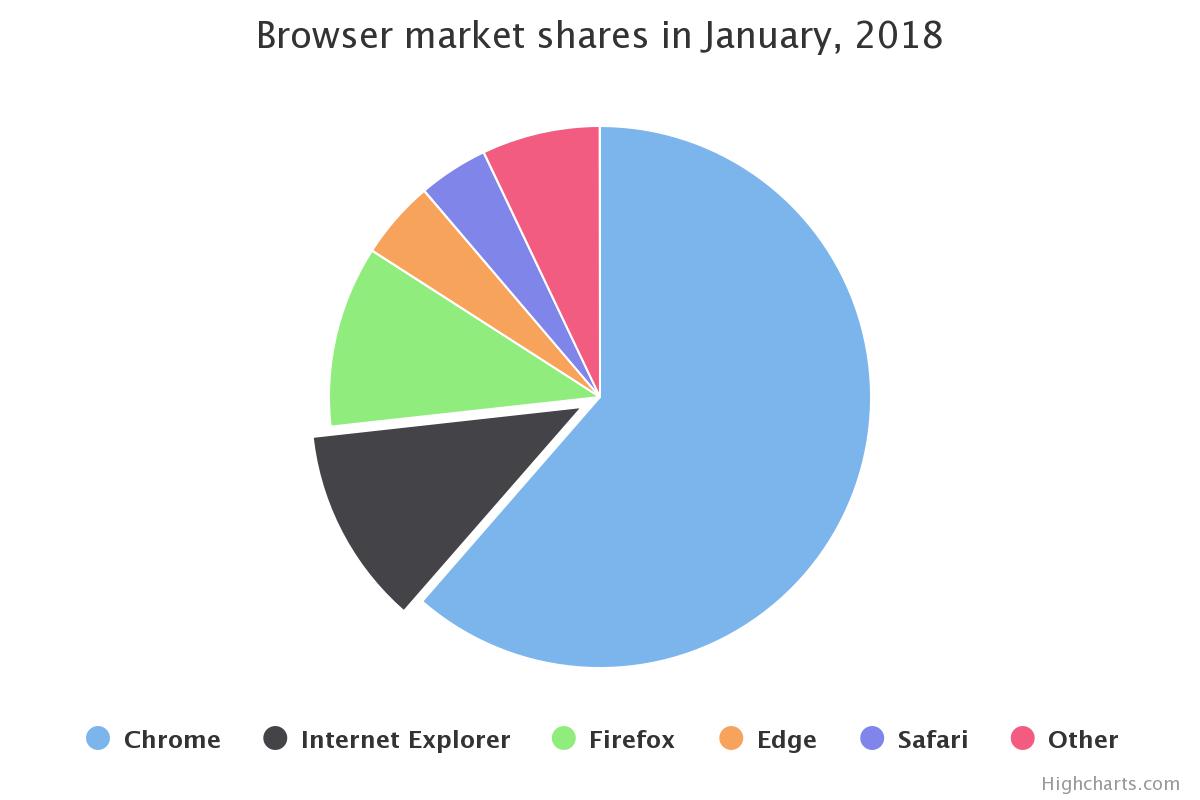 Browser market shares in January, 2018
Chrome Internet Explorer Firefox Edge Safari Other
Highcharts.com